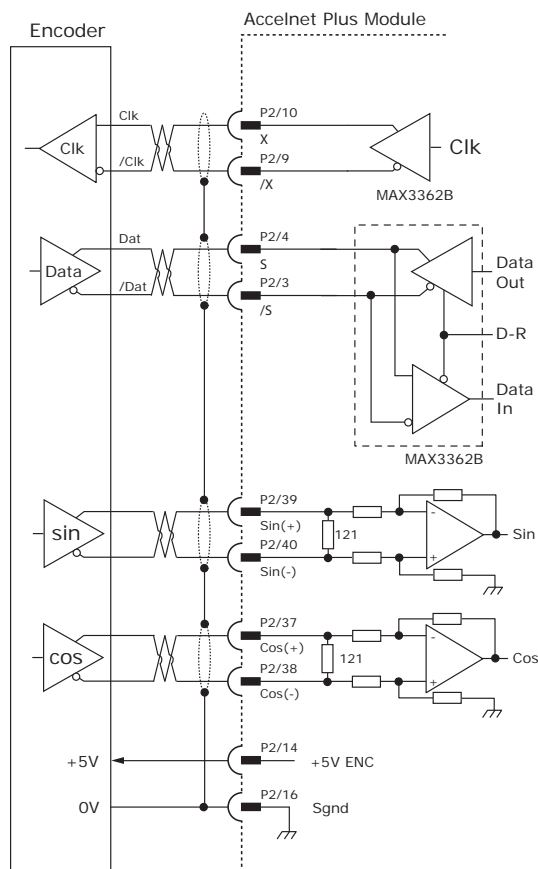 Accelnet Plus Module
Encoder
Clk
P2/10
X
Clk
Clk
/Clk
P2/9
/X
MAX3362B
Dat
P2/4
S
Data
Data
Out
/Dat
P2/3
/S
D-R
Data
In
MAX3362B
P2/39
Sin(+)
sin
121
Sin
P2/40
Sin(-)
P2/37
Cos(+)
cos
121
Cos
P2/38
Cos(-)
P2/14
+5V
+5V ENC
P2/16
0V
Sgnd
- 
+
-
+